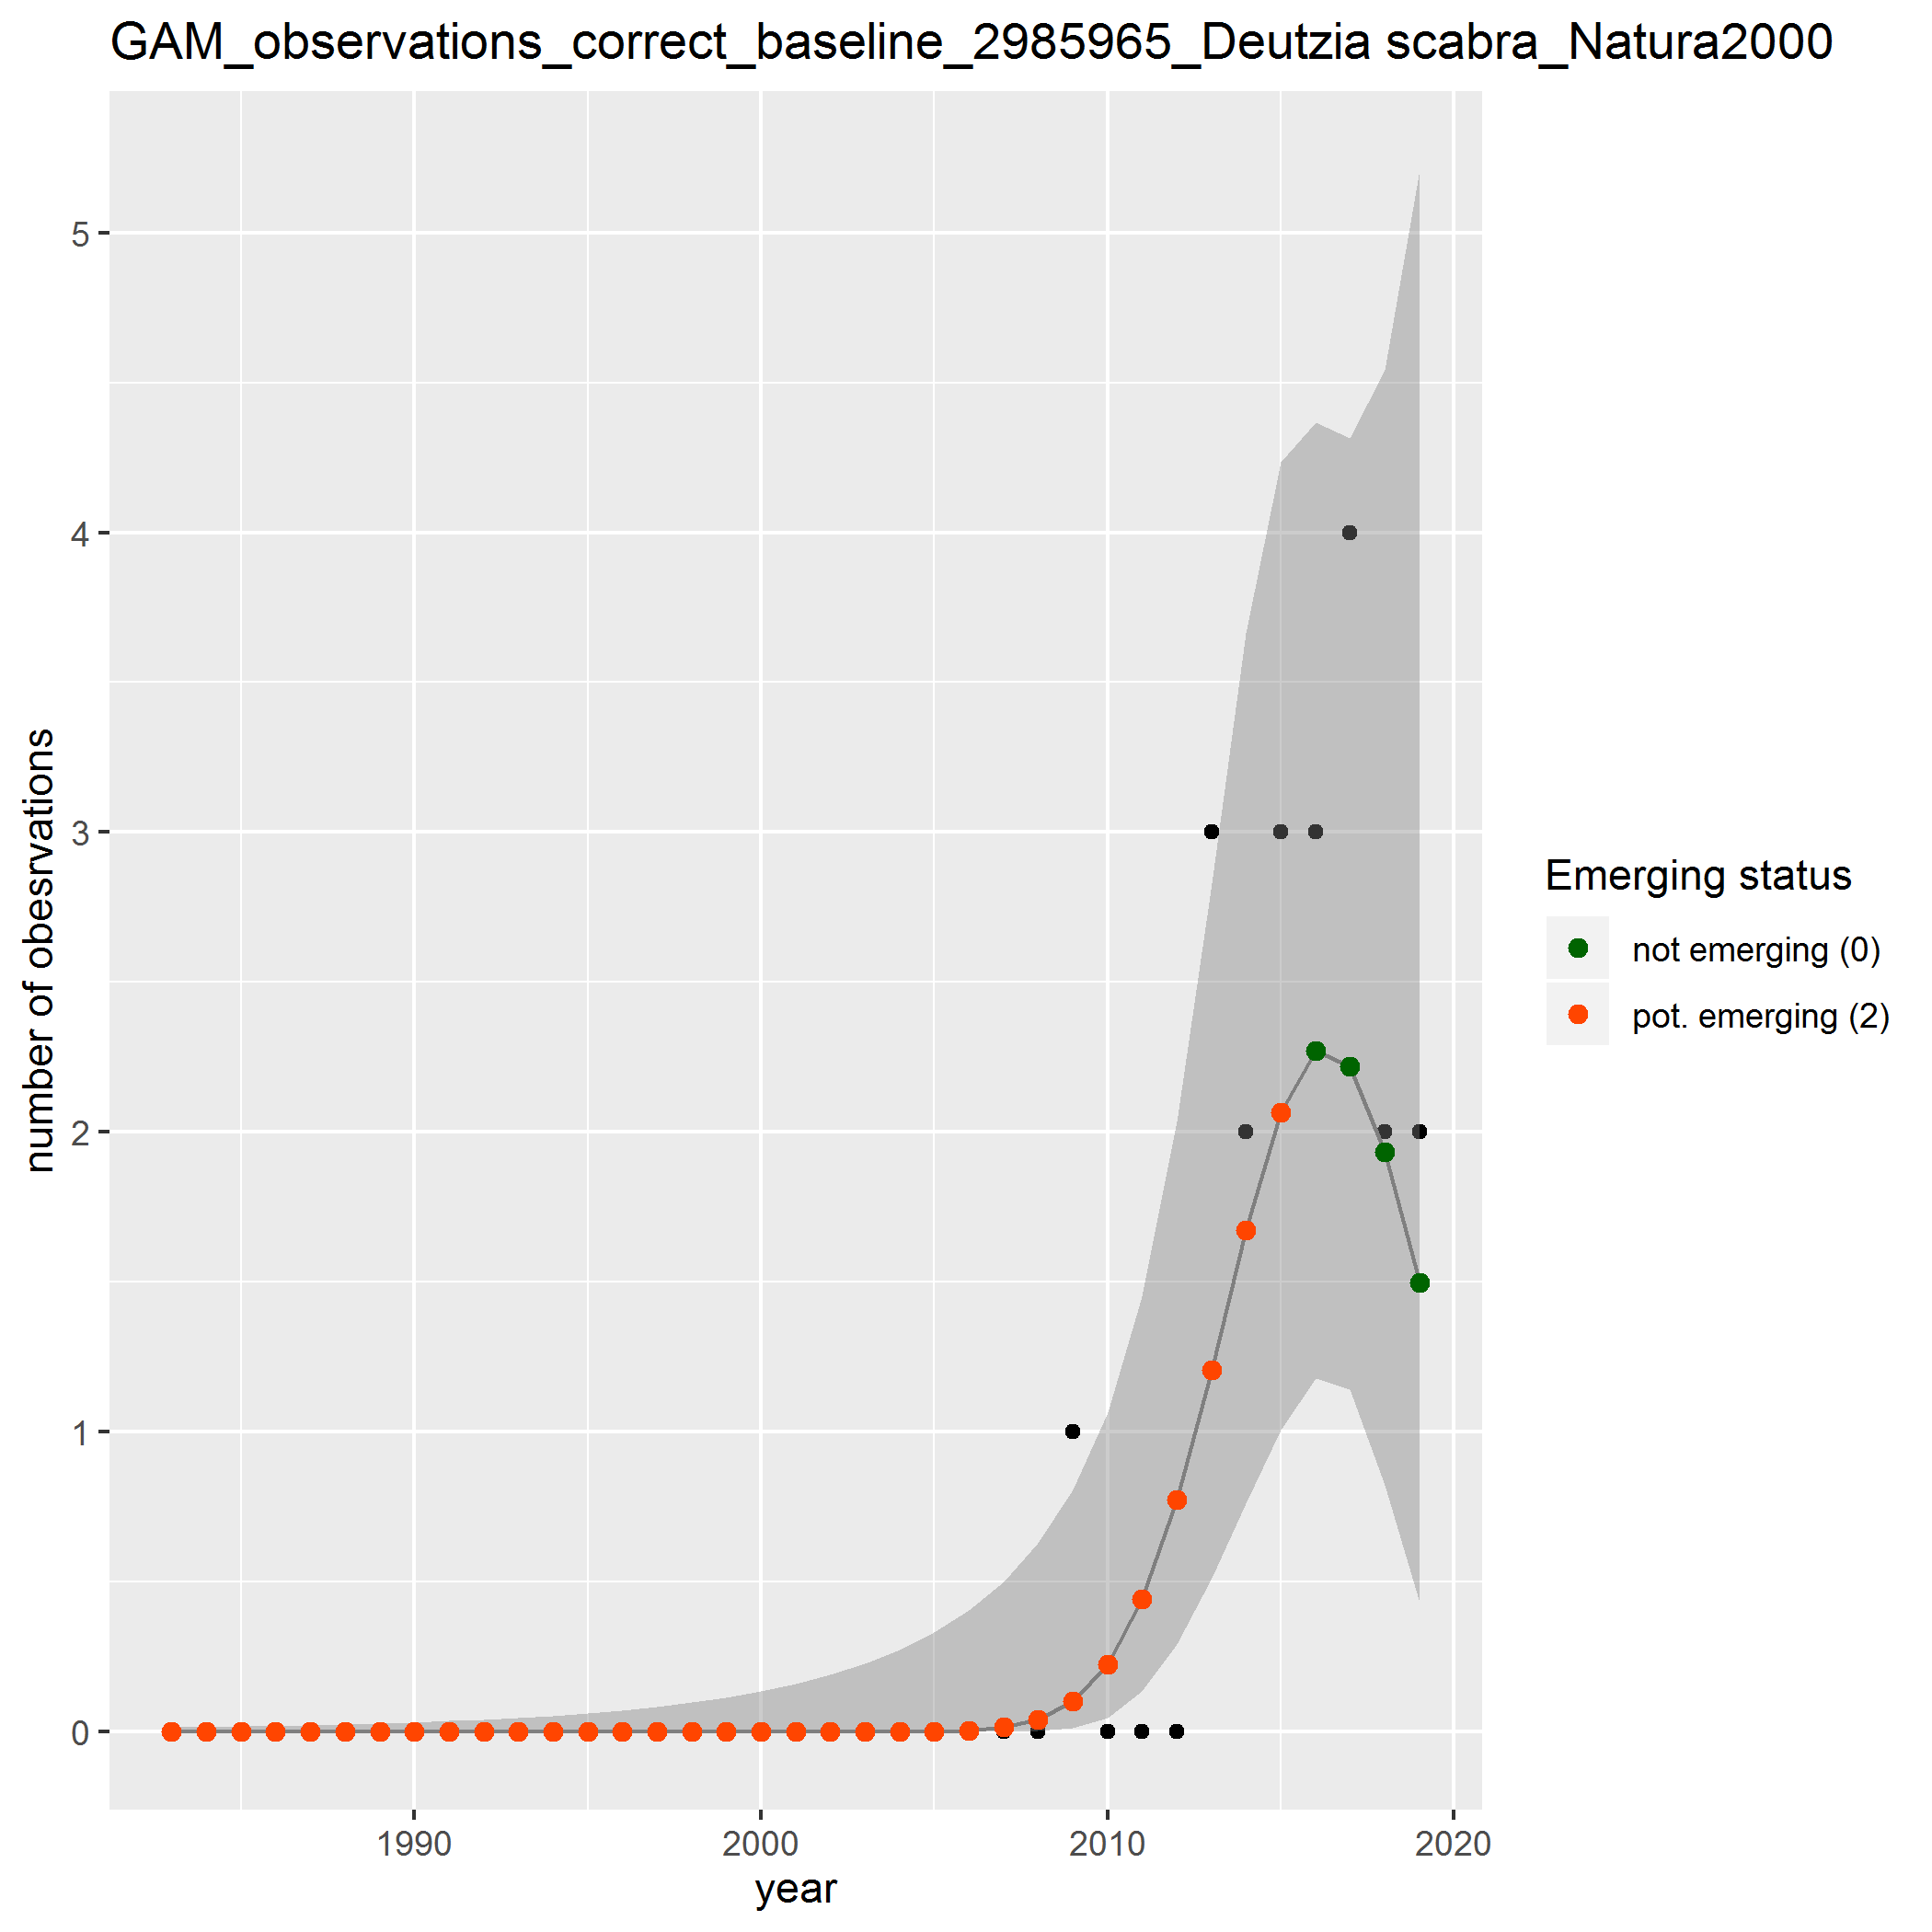 GAM_observations_correct_baseline_2985965_Deutzia scabra_Natura2000
number of obesrvations
5
4
3
2
1
0
1990
2000
2010
2020
year
Emerging status
not emerging (0)
pot. emerging (2)